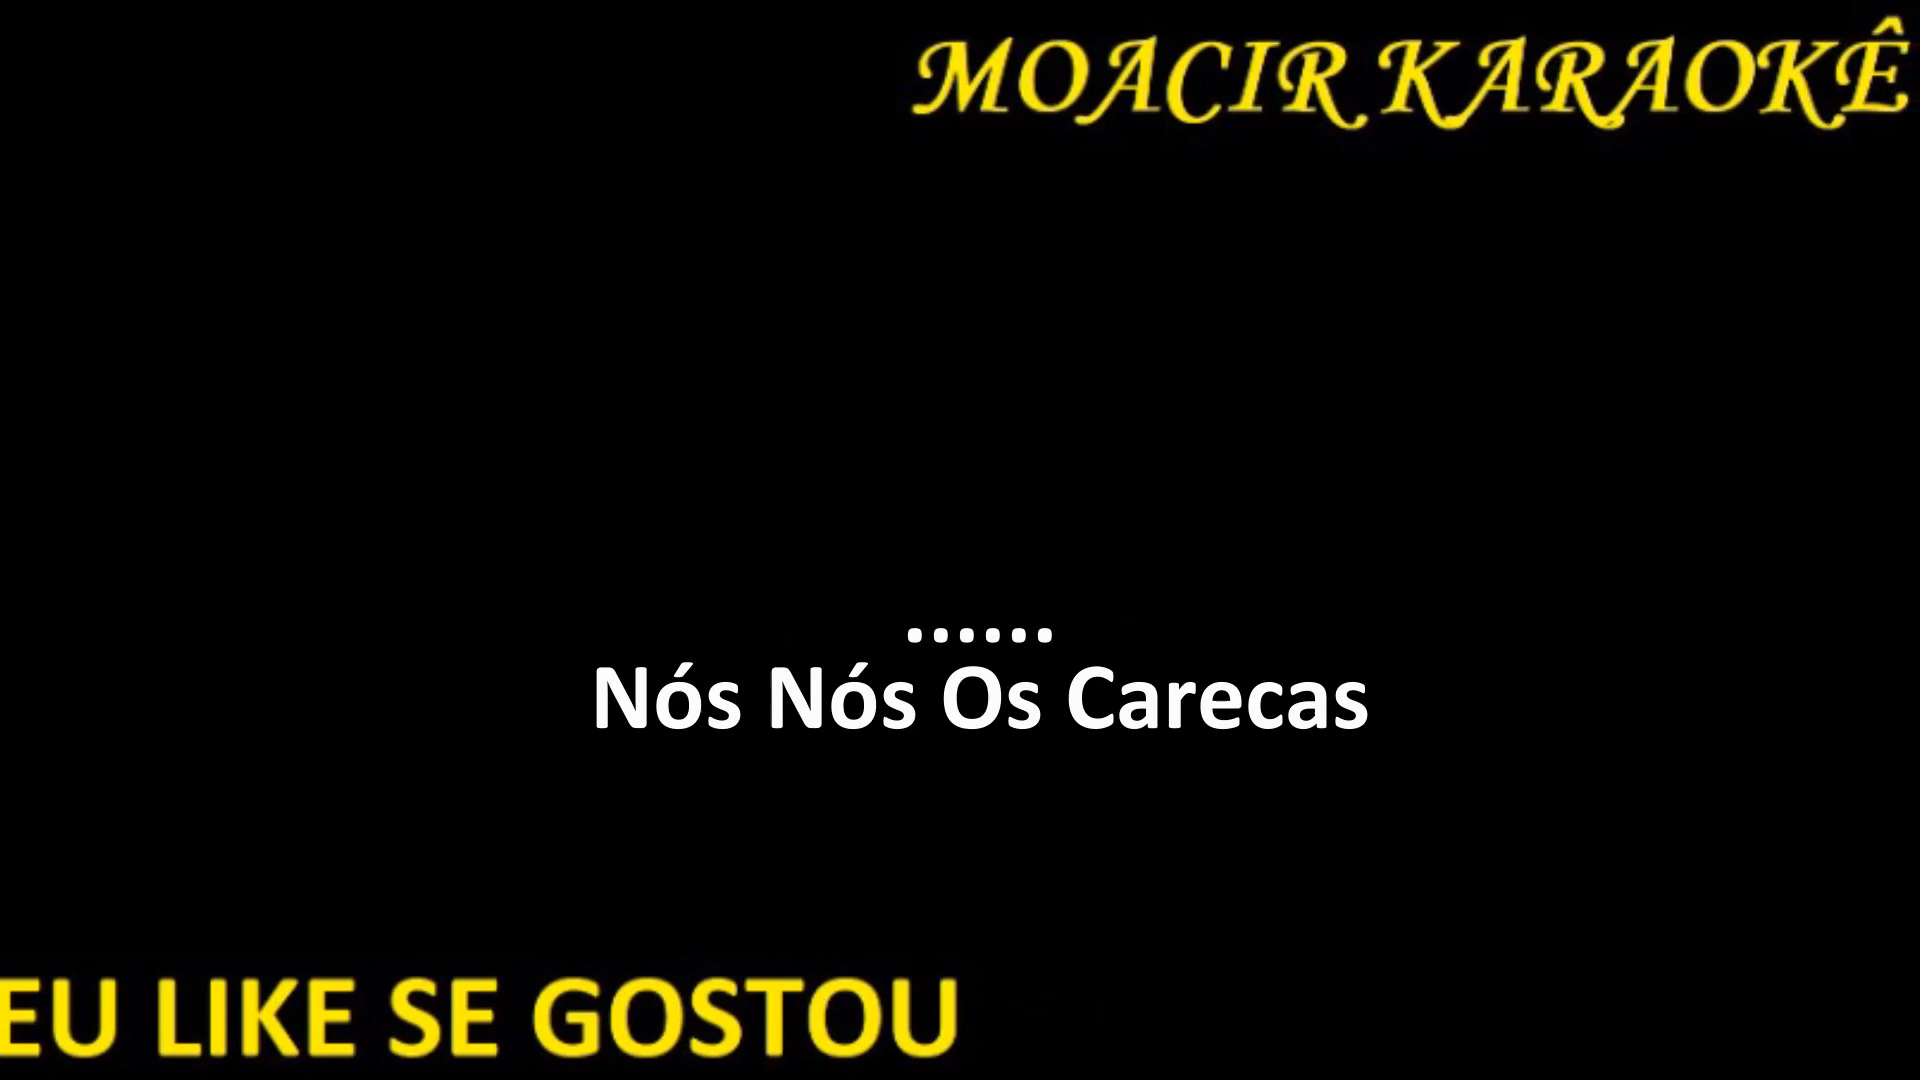 MOACIR KARAOKÊ
......
Nós Nós Os Carecas
EU LIKE SE GOSTOU